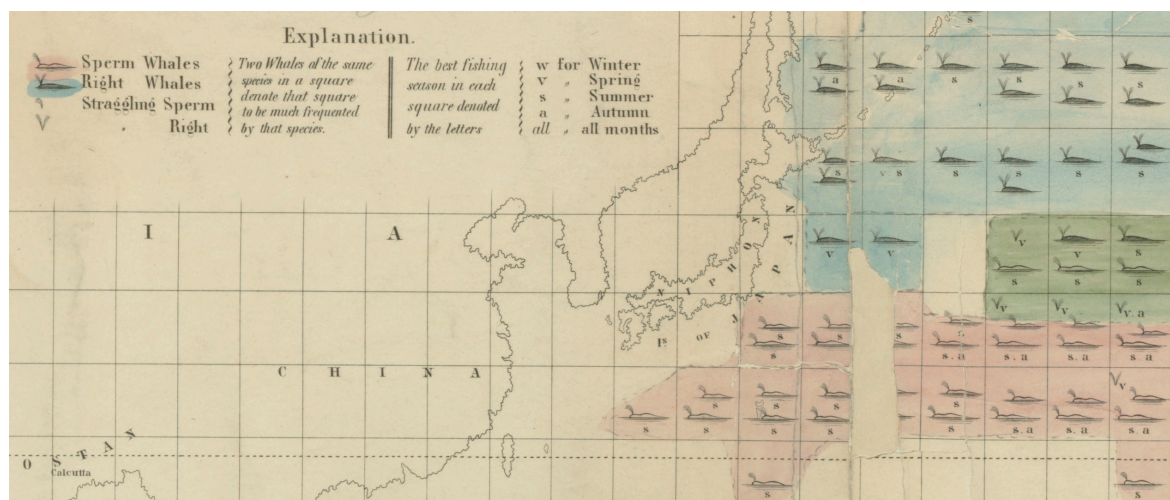 Explanation.
Sperm Whales
Right Whales
Straggling Sperm
" Right
Two Whales of the same
species in a square
denote that square
to be much frequented
by that species.
The best fishing
season in each
square denoted
by the letters
w for Winter
v " Spring
s " Summer
a " Autumn
all " all months
I A
CHINA
OSTAN
Calcutta
NIPHON
Is OF JAPAN
s
a a s s s s
s v s s s s s
v v v v s
s s s
v v v.a
s s s s s.a s.a s.a s.a
v
s s s s
s s s s s s.a s.a s.a
s s